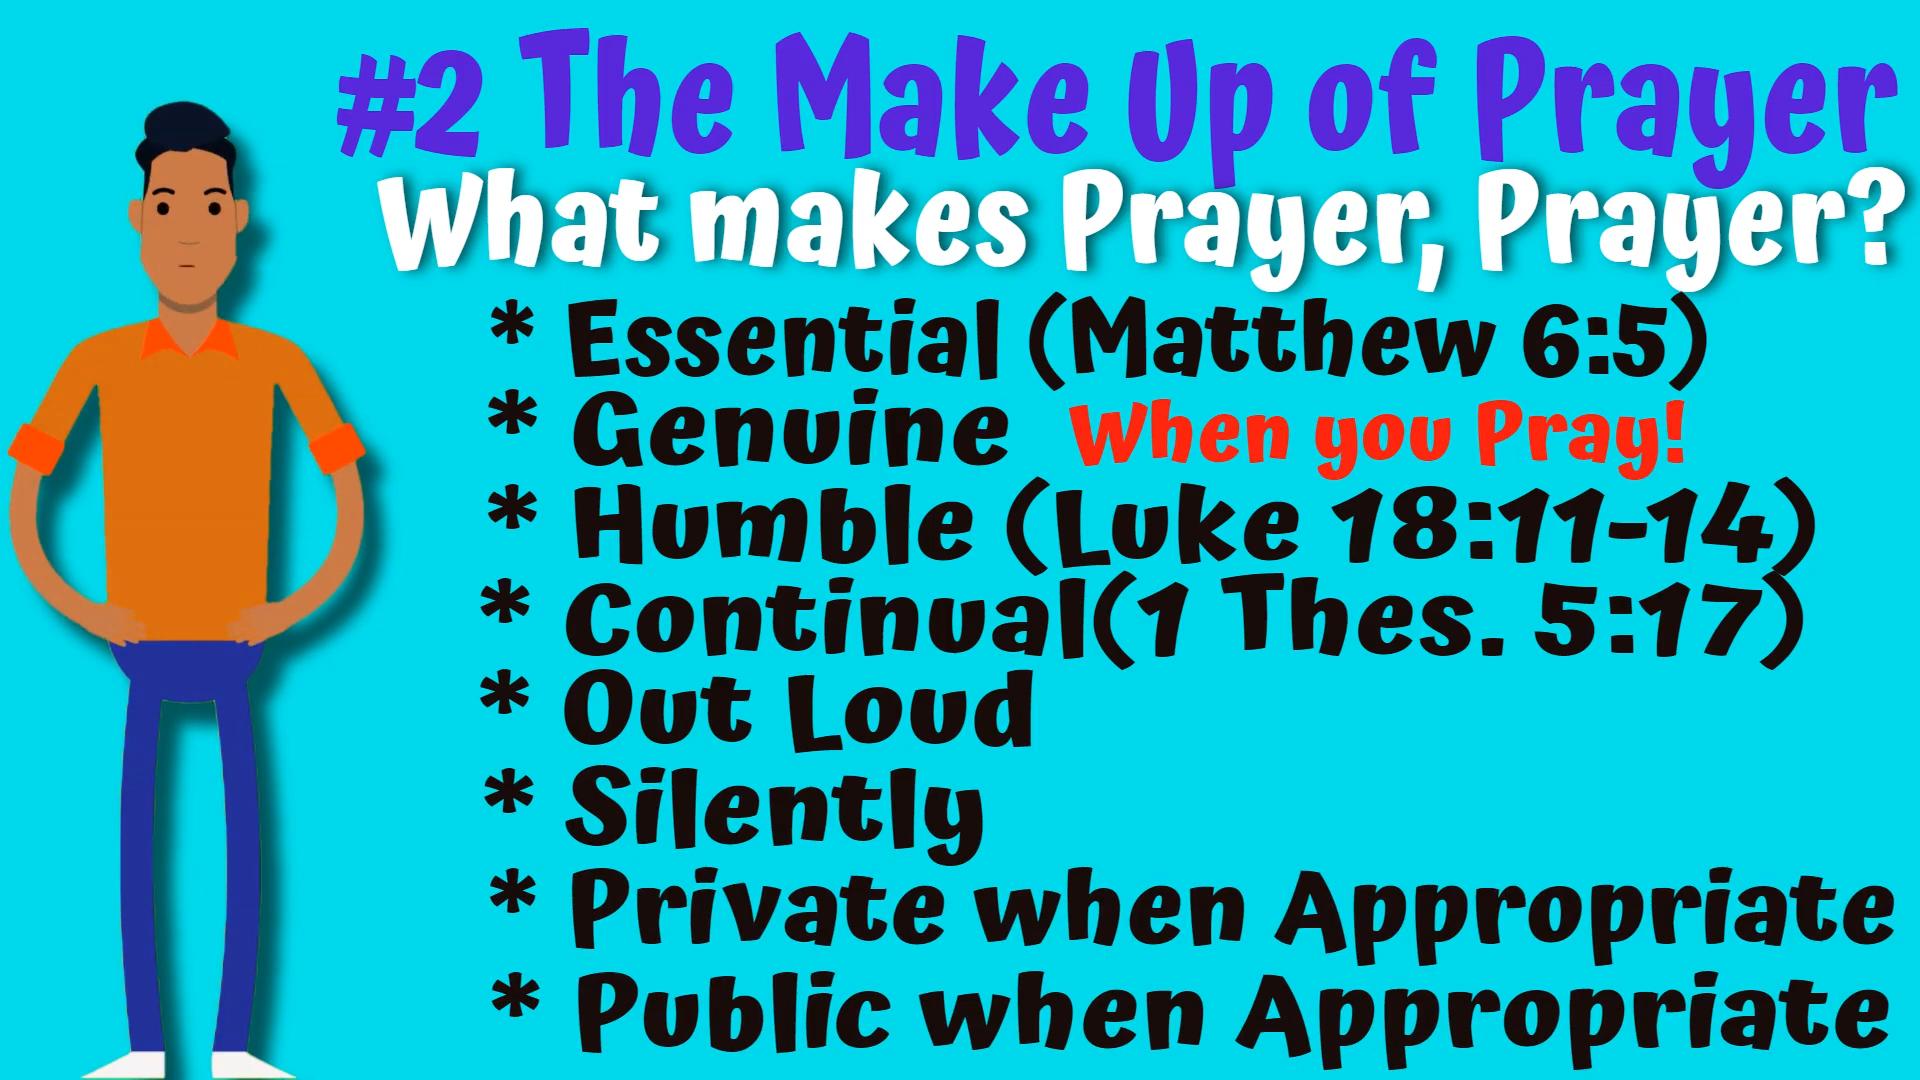 #2 The Make Up of Prayer
What makes Prayer, Prayer?
* Essential (Matthew 6:5)
* Genuine When you Pray!
* Humble (Luke 18:11-14)
* Continual(1 Thes. 5:17)
* Out Loud
* Silently
* Private when Appropriate
* Public when Appropriate